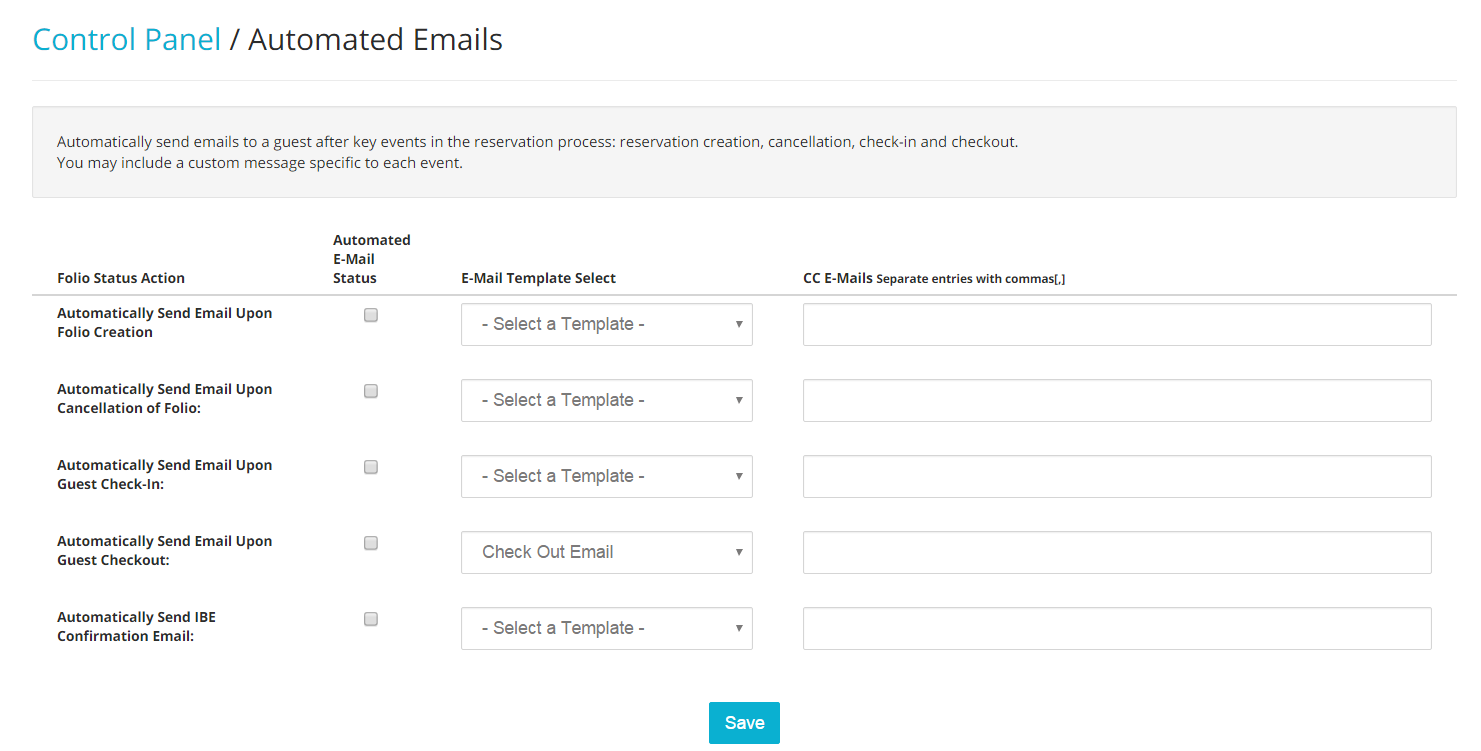 Control Panel / Automated Emails
Automatically send emails to a guest after key events in the reservation process: reservation creation, cancellation, check-in and checkout.
You may include a custom message specific to each event.
Automated
E-Mail
Folio Status Action Status E-Mail Template Select CC E-Mails Separate entries with commas[,]
Automatically Send Email Upon
Folio Creation
- Select a Template -
Automatically Send Email Upon
Cancellation of Folio:
- Select a Template -
Automatically Send Email Upon
Guest Check-In:
- Select a Template -
Automatically Send Email Upon
Guest Checkout:
Check Out Email
Automatically Send IBE
Confirmation Email:
- Select a Template -
Save